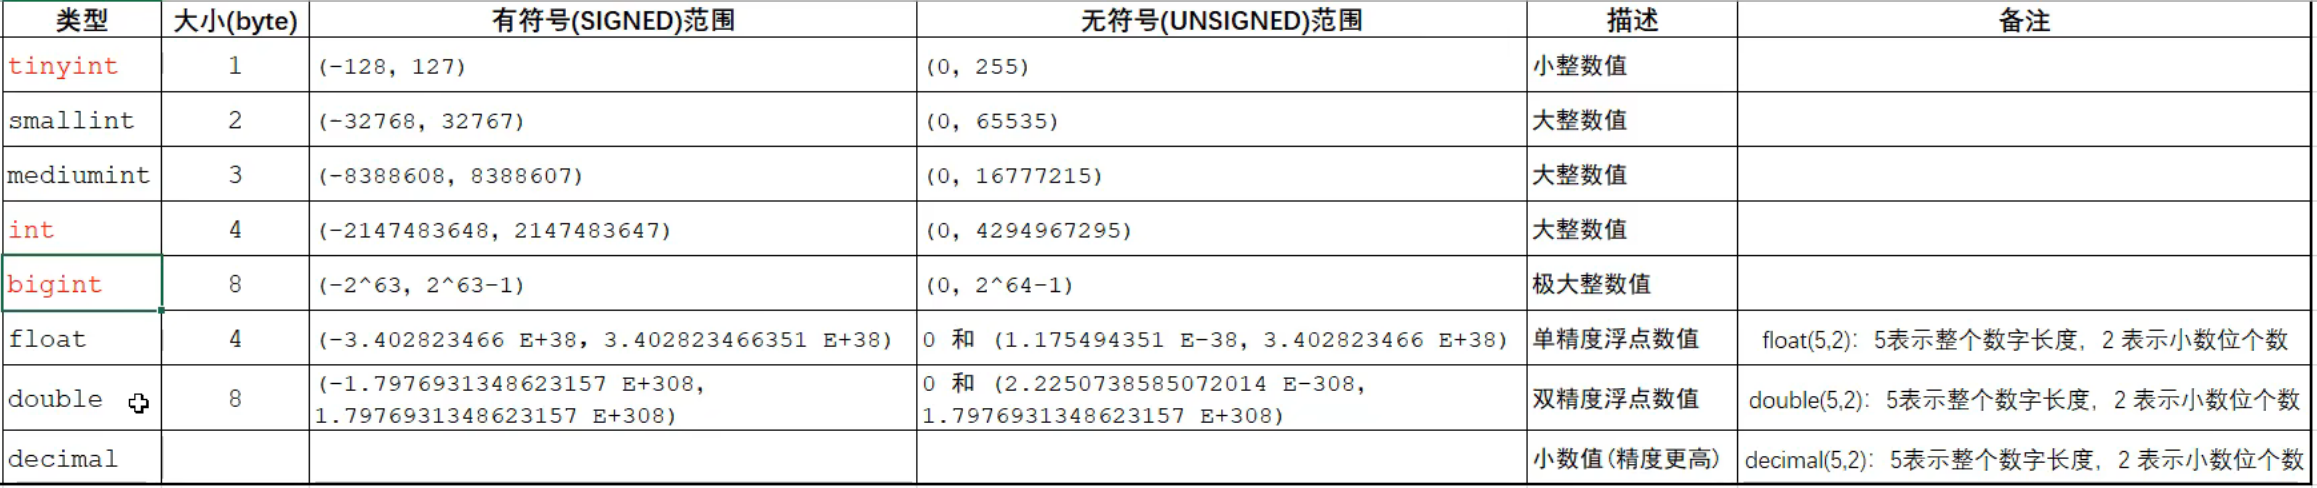 类型 大小(byte) 有符号(SIGNED)范围 无符号(UNSIGNED)范围 描述 备注
tinyint 1 (-128, 127) (0, 255) 小整数值
smallint 2 (-32768, 32767) (0, 65535) 大整数值
mediumint 3 (-8388608, 8388607) (0, 16777215) 大整数值
int 4 (-2147483648, 2147483647) (0, 4294967295) 大整数值
bigint 8 (-2^63, 2^63-1) (0, 2^64-1) 极大整数值
float 4 (-3.402823466 E+38, 3.402823466351 E+38) 0 和 (1.175494351 E-38, 3.402823466 E+38) 单精度浮点数值 float(5,2)：5表示整个数字长度，2 表示小数位个数
double 8 (-1.7976931348623157 E+308, 0 和 (2.2250738585072014 E-308, 双精度浮点数值 double(5,2)：5表示整个数字长度，2 表示小数位个数
1.7976931348623157 E+308) 1.7976931348623157 E+308)
decimal 小数值(精度更高) decimal(5,2)：5表示整个数字长度，2 表示小数位个数